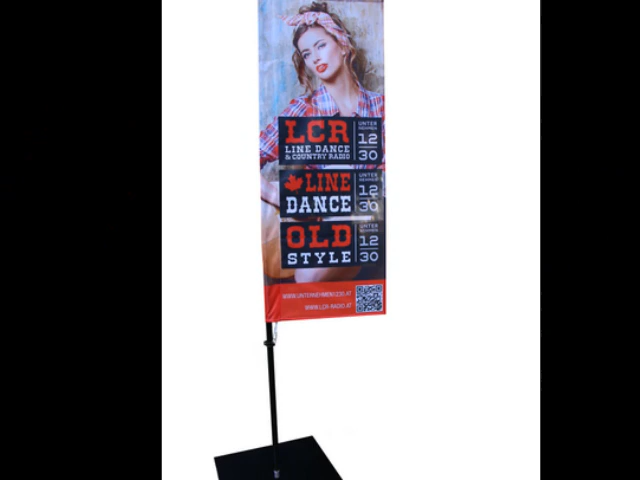 LCR
LINE DANCE
& COUNTRY RADIO
UNTER
NEHMEN
12
30
LINE
DANCE
UNTER
NEHMEN
12
30
OLD
STYLE
UNTER
NEHMEN
12
30
WWW.UNTERNEHMEN1230.AT
WWW.LCR-RADIO.AT